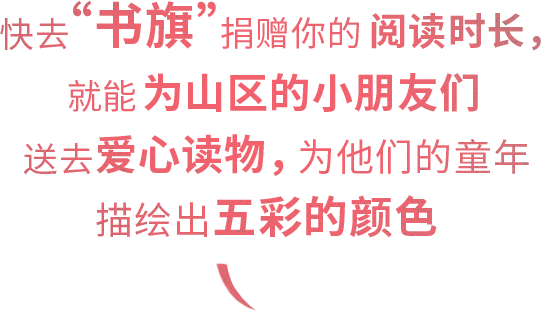 快去“书旗”捐赠你的阅读时长，
就能为山区的小朋友们
送去爱心读物，为他们的童年
描绘出五彩的颜色